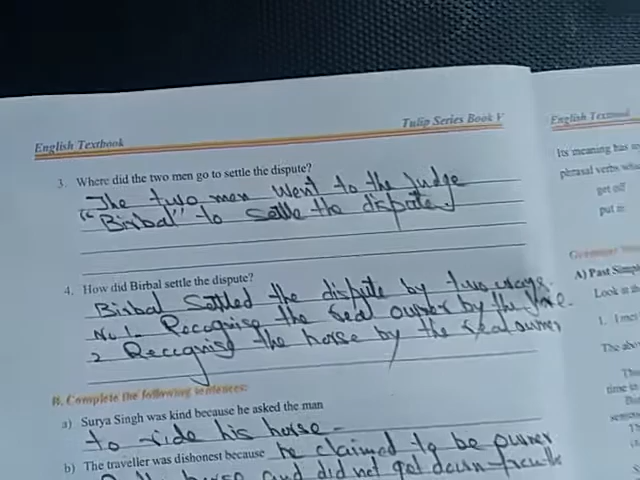 English Textbook
Tulip Series Book V
3. Where did the two men go to settle the dispute?
The two men went to the Judge
"Birbal" to settle the dispute.
4. How did Birbal settle the dispute?
Birbal Settled the dispute by two ways.
No 1. Recognise the real owner by the
2 Recognise the horse by the real owner
B. Complete the following sentences:
a) Surya Singh was kind because he asked the man
to ride his horse
b) The traveller was dishonest because he claimed to be owner
horse and did not get down
English Textbook
Its meaning has
phrasal verbs
get off
put
A) Past Simple
Look at
1.